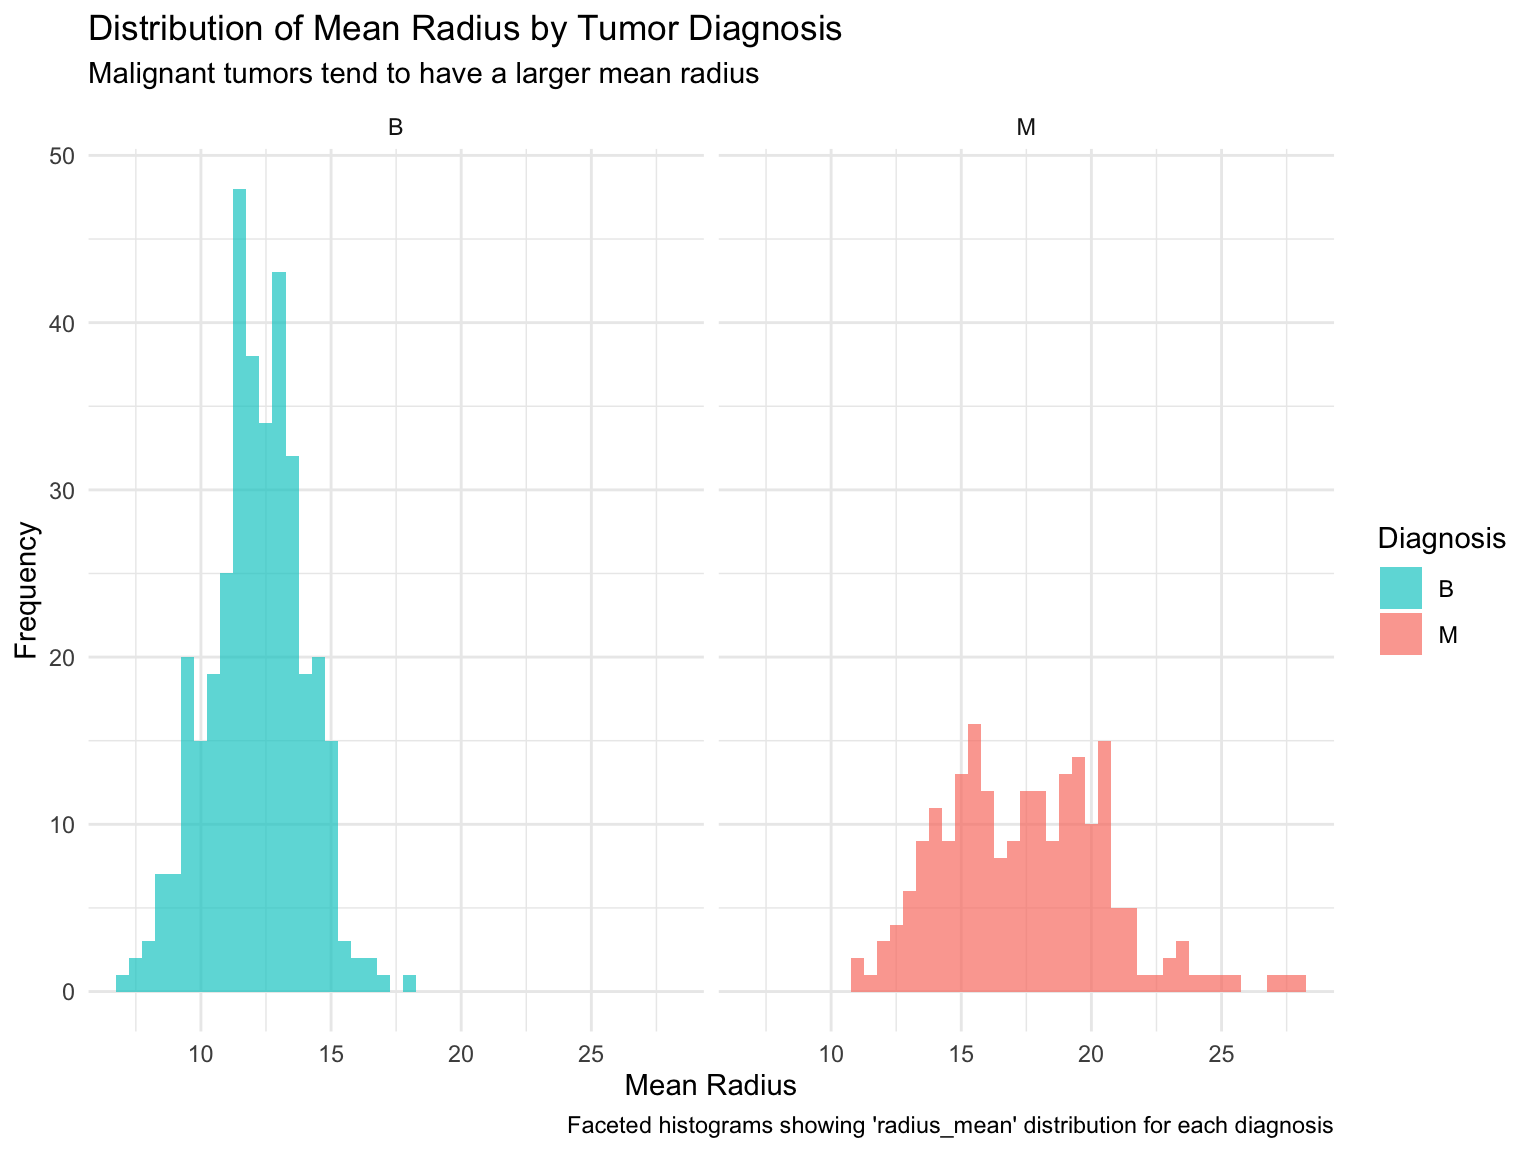 Distribution of Mean Radius by Tumor Diagnosis
Malignant tumors tend to have a larger mean radius
B
M
50
40
30
20
10
0
Frequency
10 15 20 25
10 15 20 25
Mean Radius
Faceted histograms showing 'radius_mean' distribution for each diagnosis
Diagnosis
B
M